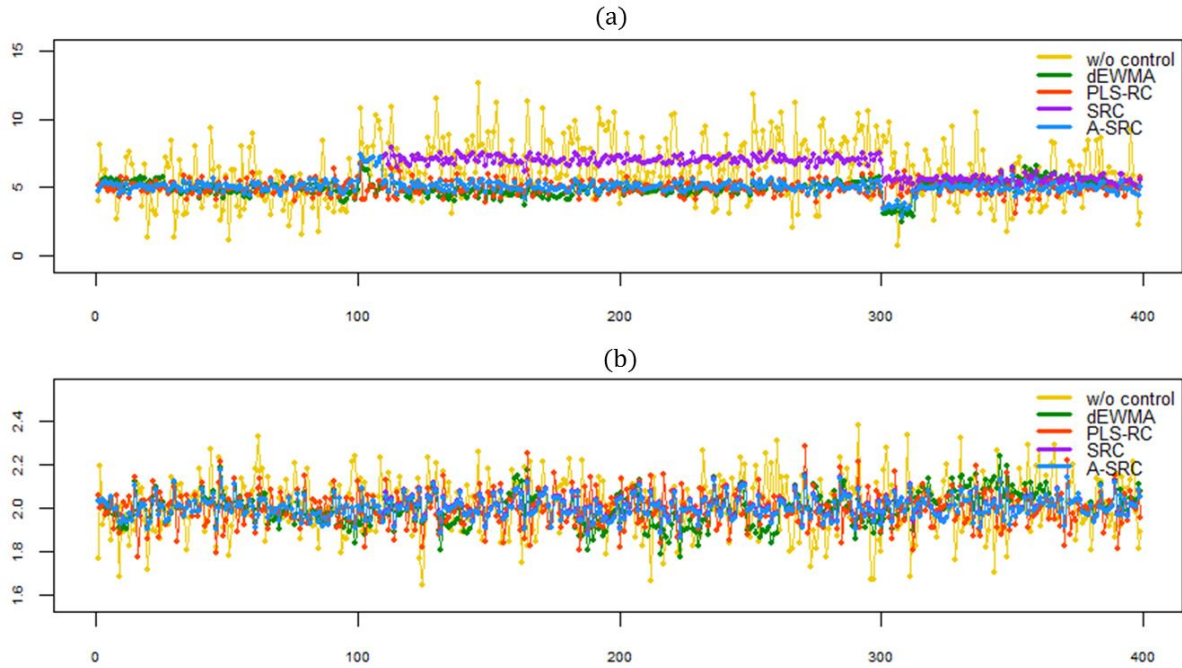 (a)
15
10
5
0
w/o control
dEWMA
PLS-RC
SRC
A-SRC
0 100 200 300 400
(b)
2.4
2.2
2.0
1.8
1.6
w/o control
dEWMA
PLS-RC
SRC
A-SRC
0 100 200 300 400